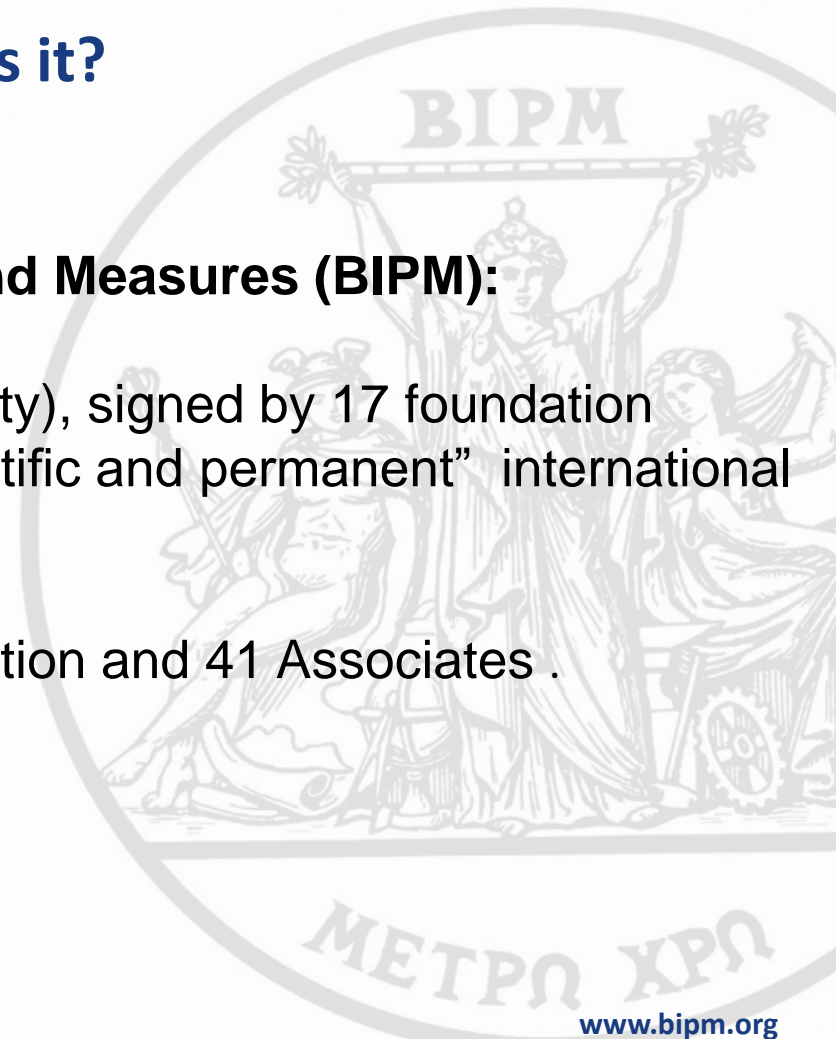 s it?
BIPM
nd Measures (BIPM):
ty), signed by 17 foundation
tific and permanent” international
tion and 41 Associates .
ΜΕΤΡΩ ΧΡΩ
www.bipm.org